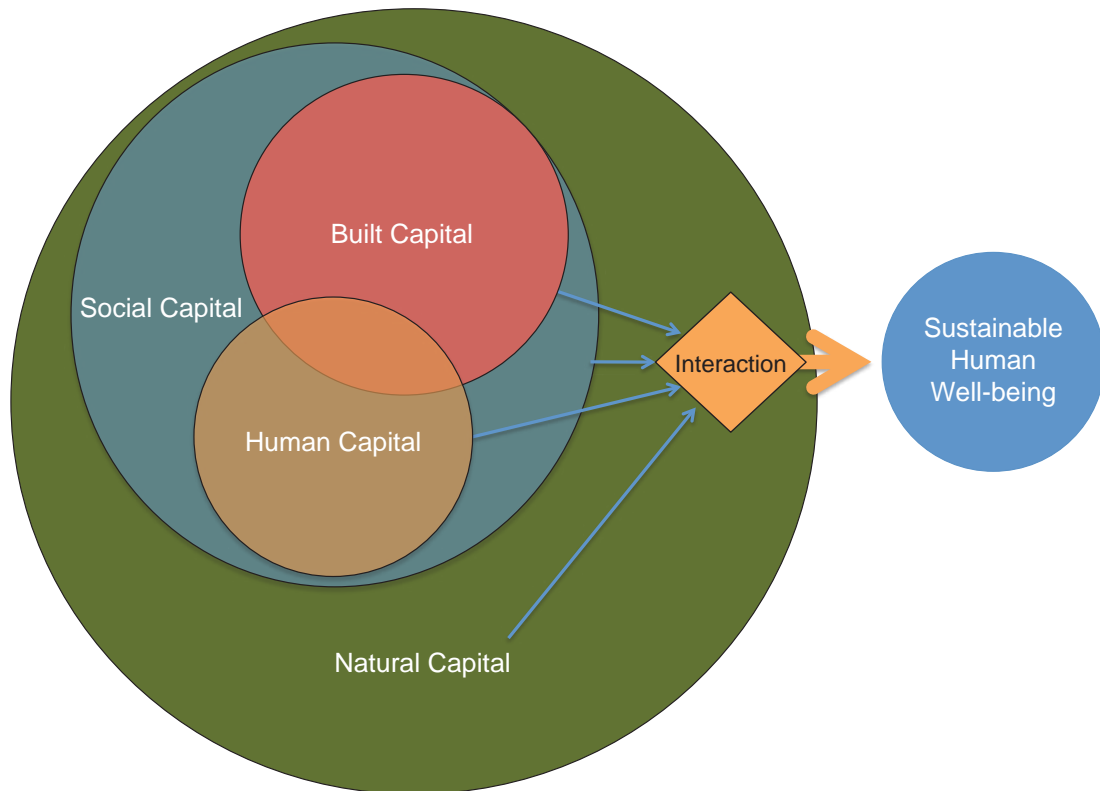 Built Capital
Social Capital
Human Capital
Natural Capital
Interaction
Sustainable
Human
Well-being